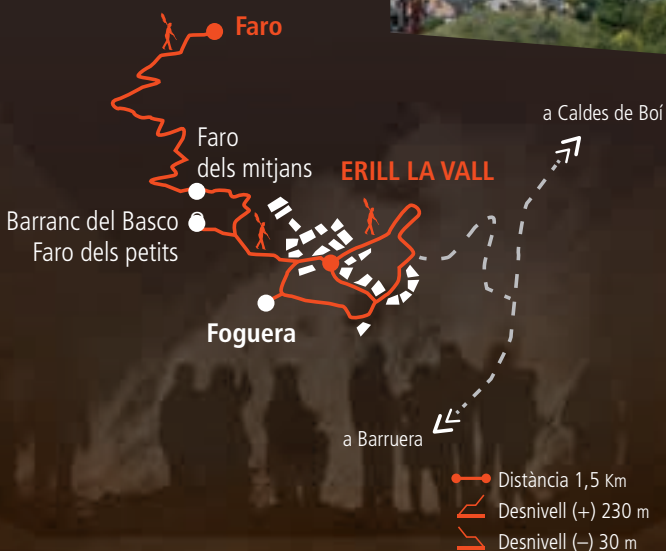 Faro
a Caldes de Boí
Faro
dels mitjans
ERILL LA VALL
Barranc del Basco
Faro dels petits
Foguera
a Barruera
Distància 1,5 Km
Desnivell (+) 230 m
Desnivell (–) 30 m